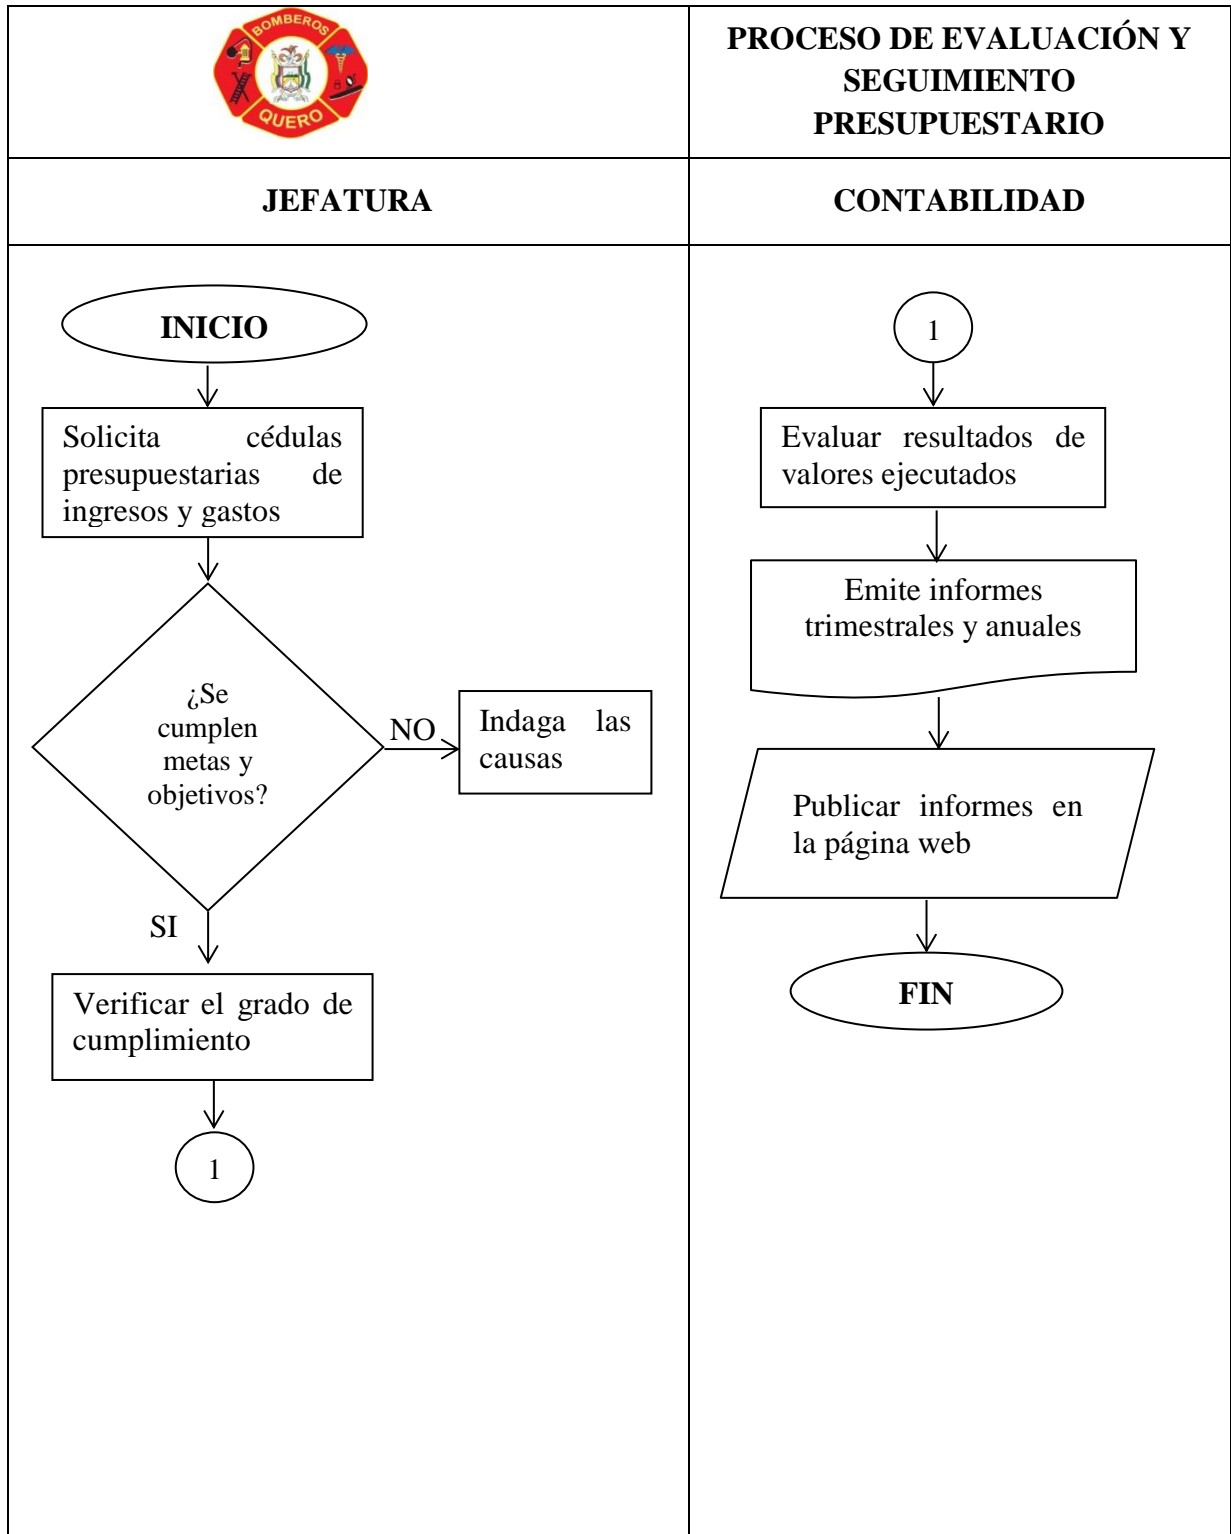 BOMBEROS
QUERO
PROCESO DE EVALUACIÓN Y
SEGUIMIENTO
PRESUPUESTARIO
JEFATURA
CONTABILIDAD
INICIO
Solicita cédulas
presupuestarias de
ingresos y gastos
¿Se
cumplen
metas y
objetivos?
NO
Indaga las
causas
SI
Verificar el grado de
cumplimiento
1
1
Evaluar resultados de
valores ejecutados
Emite informes
trimestrales y anuales
Publicar informes en
la página web
FIN